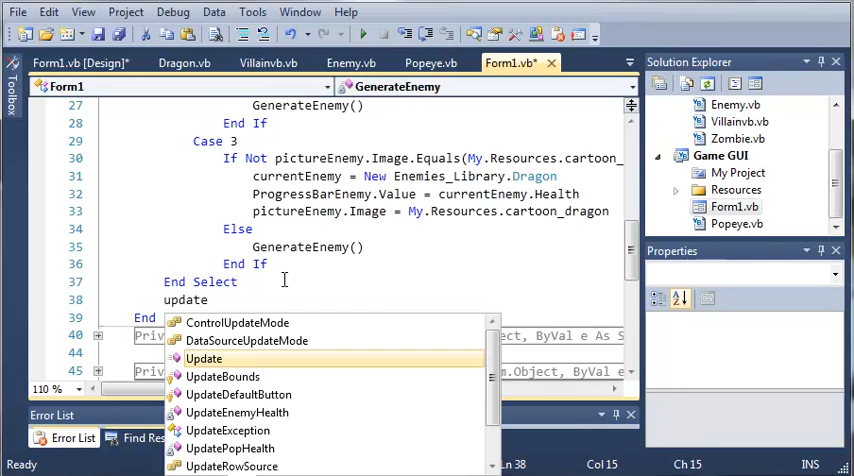 File Edit View Project Debug Data Tools Window Help
Form1.vb [Design]* Dragon.vb Villainvb.vb Enemy.vb Popeye.vb Form1.vb*
Toolbox
Form1 GenerateEnemy
27 GenerateEnemy()
28 End If
29 Case 3
30 If Not pictureEnemy.Image.Equals(My.Resources.cartoon_
31 currentEnemy = New Enemies_Library.Dragon
32 ProgressBarEnemy.Value = currentEnemy.Health
33 pictureEnemy.Image = My.Resources.cartoon_dragon
34 Else
35 GenerateEnemy()
36 End If
37 End Select
38 update
39 End
40 Priv ject, ByVal e As S
44
45 Priv m.Object, ByVal e
ControlUpdateMode
DataSourceUpdateMode
Update
UpdateBounds
UpdateDefaultButton
UpdateEnemyHealth
UpdateException
UpdatePopHealth
UpdateRowSource
110 %
Error List
Error List Find Res
Ready Ln 38 Col 15 Ch 15 INS
Solution Explorer
Enemy.vb
Villainvb.vb
Zombie.vb
Game GUI
My Project
Resources
Form1.vb
Popeye.vb
Properties